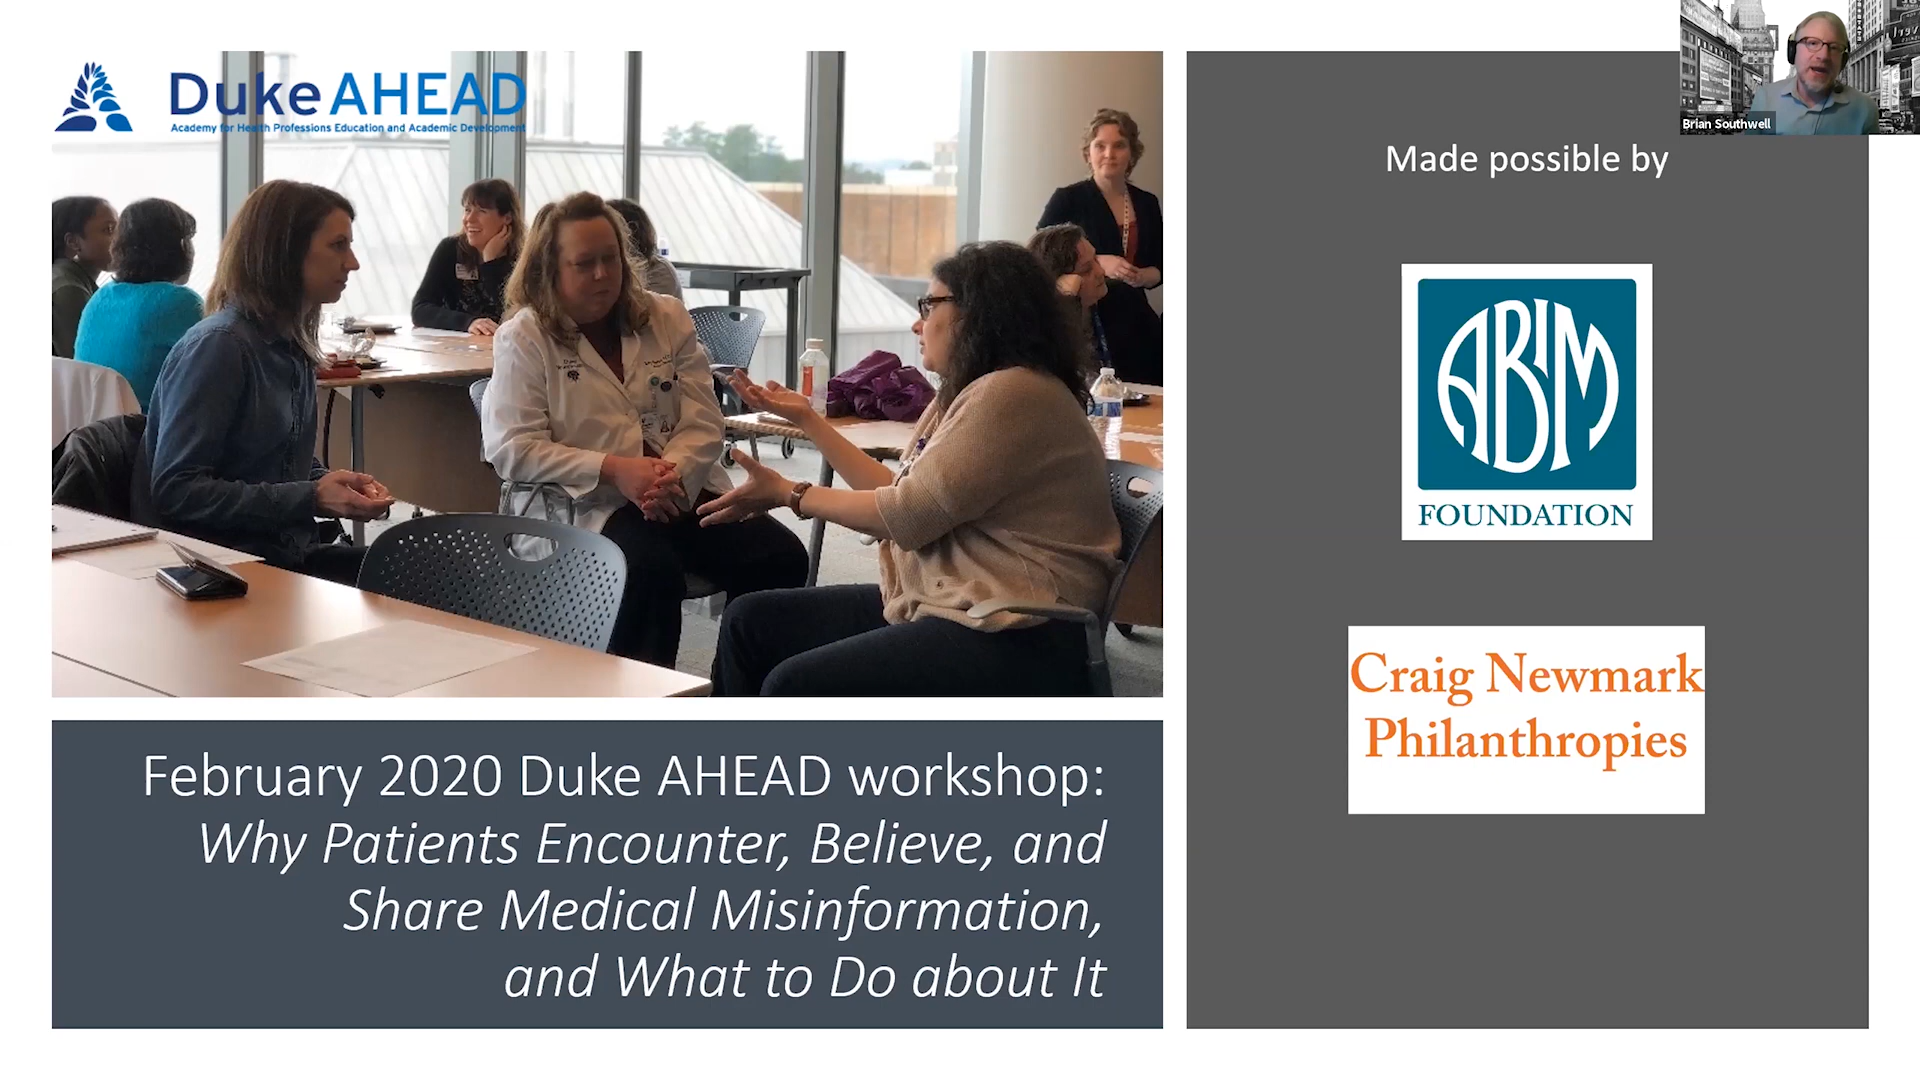 Duke AHEAD
Academy for Health Professions Education and Academic Development
February 2020 Duke AHEAD workshop:
Why Patients Encounter, Believe, and
Share Medical Misinformation,
and What to Do about It
Brian Southwell
Made possible by
ABIM
FOUNDATION
Craig Newmark
Philanthropies